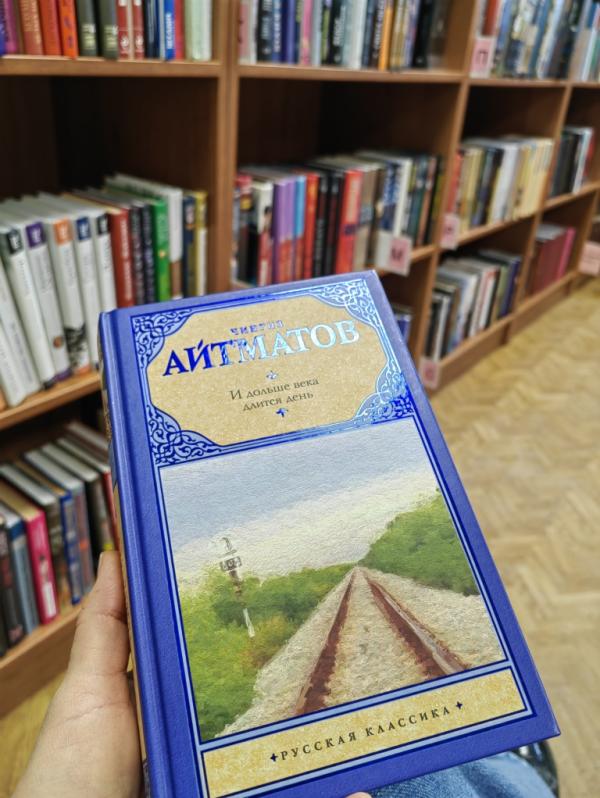 ЧИНГИЗ
АЙТМАТОВ
И дольше века
длится день
РУССКАЯ КЛАССИКА
П
М